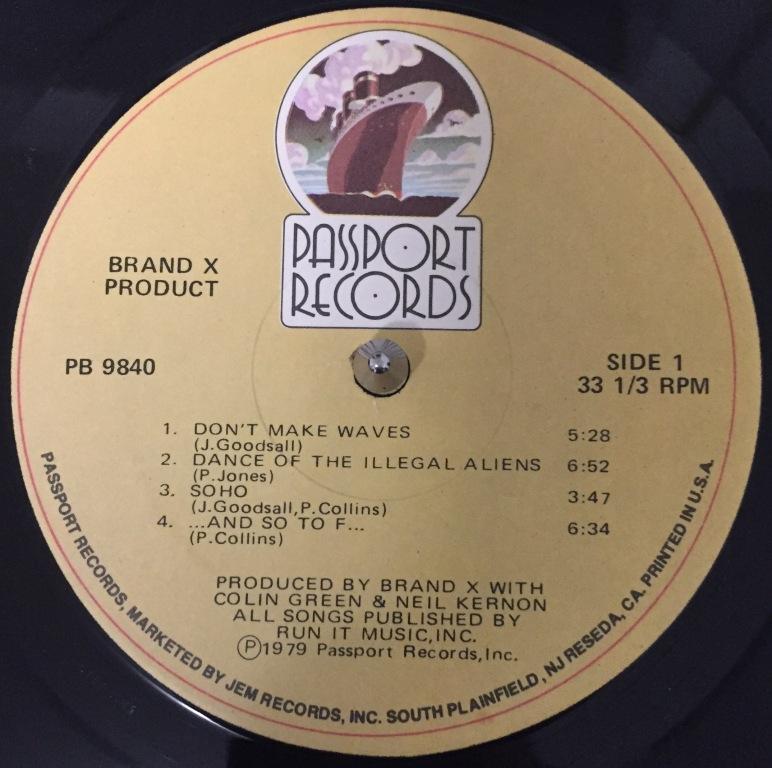 PASSPORT
RECORDS
BRAND X
PRODUCT
PB 9840
SIDE 1
33 1/3 RPM
1. DON'T MAKE WAVES 5:28
(J.Goodsall)
2. DANCE OF THE ILLEGAL ALIENS 6:52
(P.Jones)
3. SOHO 3:47
(J.Goodsall,P.Collins)
4. ...AND SO TO F... 6:34
(P.Collins)
PRODUCED BY BRAND X WITH
COLIN GREEN & NEIL KERNON
ALL SONGS PUBLISHED BY
RUN IT MUSIC,INC.
Ⓟ1979 Passport Records,Inc.
PASSPORT RECORDS, MARKETED BY JEM RECORDS, INC. SOUTH PLAINFIELD, NJ RESEDA, CA. PRINTED IN U.S.A.